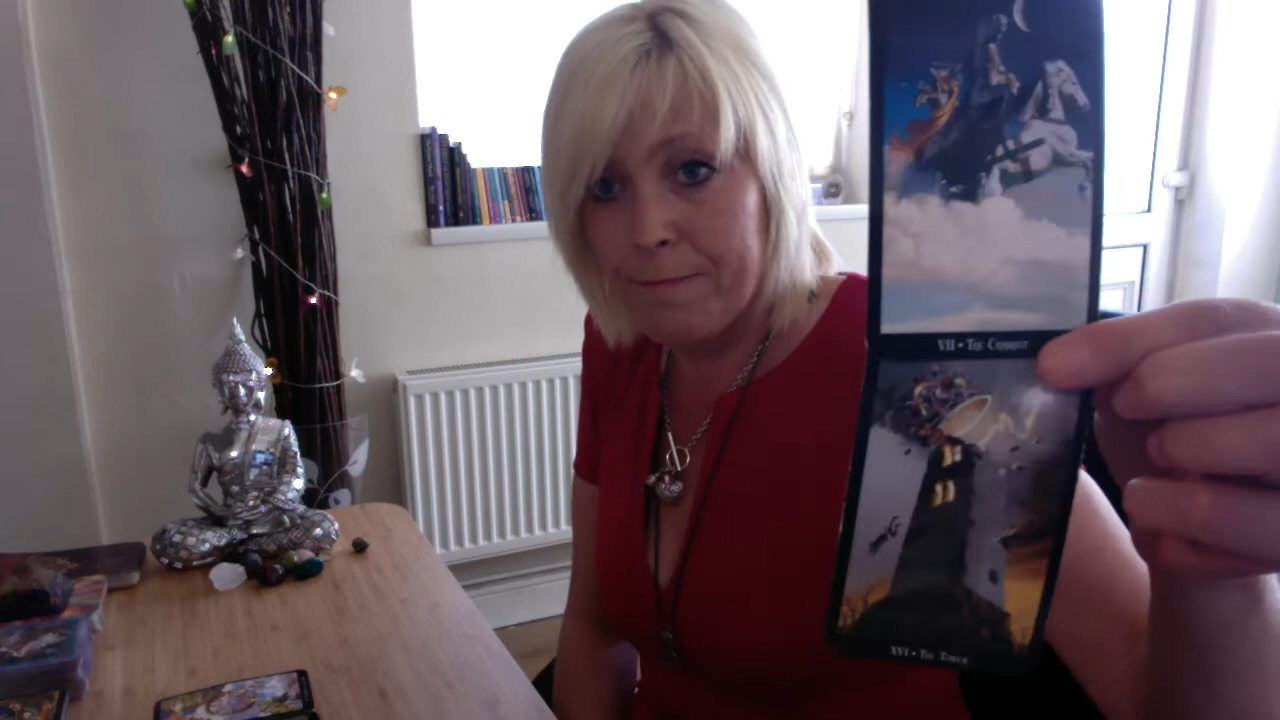 VII • The Chariot
XVI • The Tower